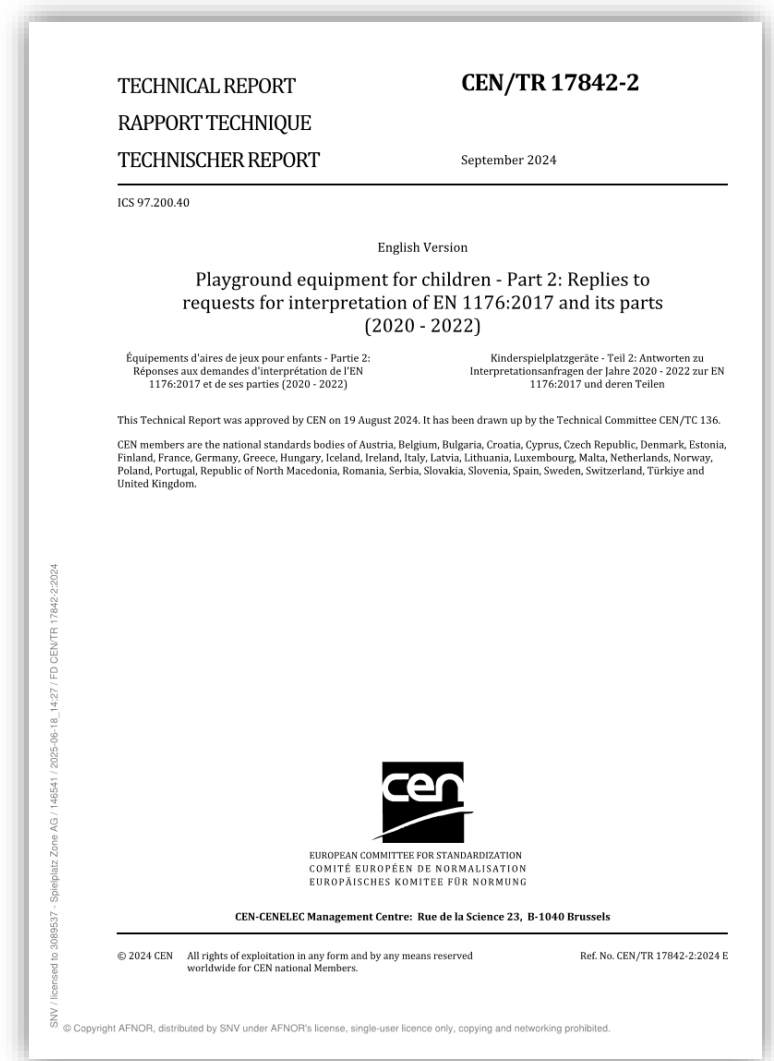 TECHNICAL REPORT
RAPPORT TECHNIQUE
TECHNISCHER REPORT
CEN/TR 17842-2
September 2024
ICS 97.200.40
English Version
Playground equipment for children - Part 2: Replies to
requests for interpretation of EN 1176:2017 and its parts
(2020 - 2022)
Équipements d'aires de jeux pour enfants - Partie 2:
Réponses aux demandes d'interprétation de l'EN
1176:2017 et de ses parties (2020 - 2022)
Kinderspielplatzgeräte - Teil 2: Antworten zu
Interpretationsanfragen der Jahre 2020 - 2022 zur EN
1176:2017 und deren Teilen
This Technical Report was approved by CEN on 19 August 2024. It has been drawn up by the Technical Committee CEN/TC 136.
CEN members are the national standards bodies of Austria, Belgium, Bulgaria, Croatia, Cyprus, Czech Republic, Denmark, Estonia,
Finland, France, Germany, Greece, Hungary, Iceland, Ireland, Italy, Latvia, Lithuania, Luxembourg, Malta, Netherlands, Norway,
Poland, Portugal, Republic of North Macedonia, Romania, Serbia, Slovakia, Slovenia, Spain, Sweden, Switzerland, Türkiye and
United Kingdom.
cen
EUROPEAN COMMITTEE FOR STANDARDIZATION
COMITÉ EUROPÉEN DE NORMALISATION
EUROPÄISCHES KOMITEE FÜR NORMUNG
CEN-CENELEC Management Centre: Rue de la Science 23, B-1040 Brussels
© 2024 CEN All rights of exploitation in any form and by any means reserved
worldwide for CEN national Members.
Ref. No. CEN/TR 17842-2:2024 E
SNV / licensed to 3089537 - Spielplatz Zone AG / 146541 / 2025-06-18_14:27 / FD CEN/TR 17842-2:2024
© Copyright AFNOR, distributed by SNV under AFNOR's license, single-user licence only, copying and networking prohibited.